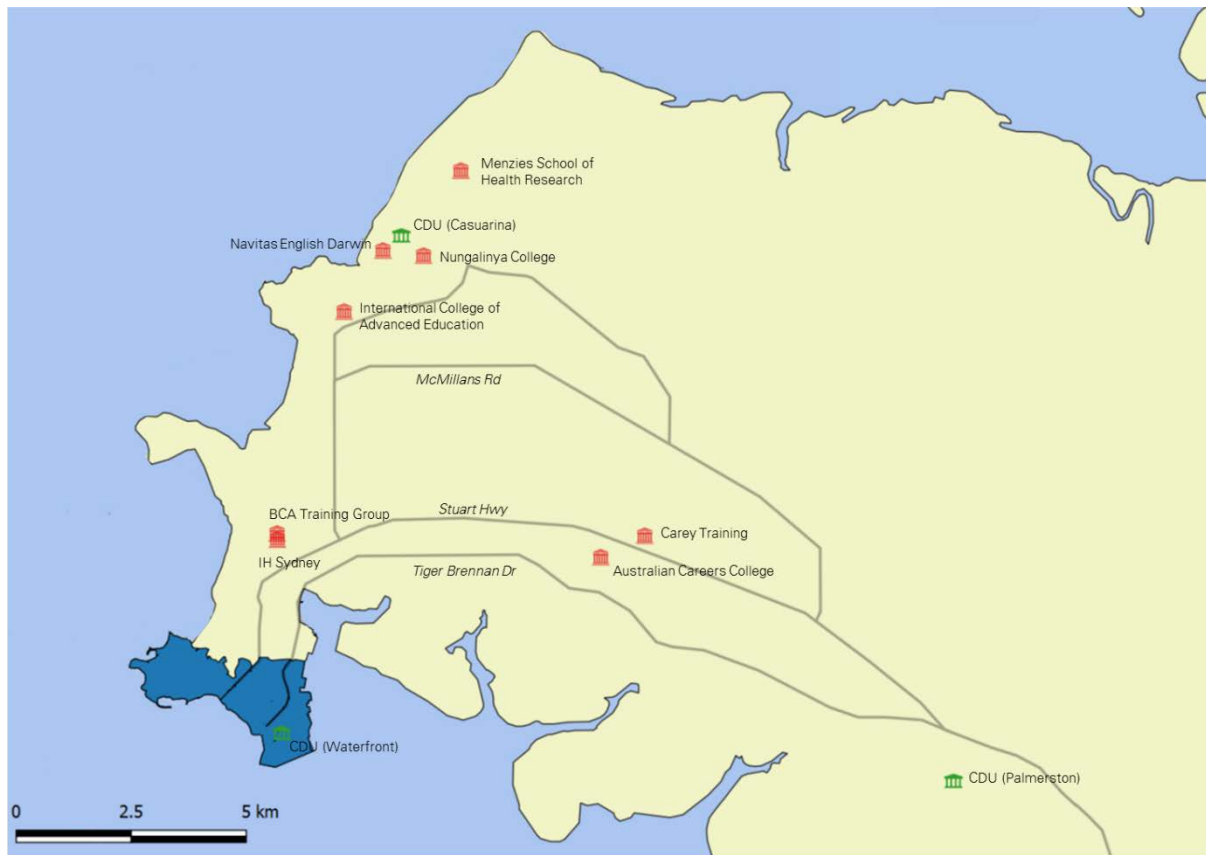 Menzies School of
Health Research
CDU (Casuarina)
Navitas English Darwin
Nungalinya College
International College of
Advanced Education
McMillans Rd
BCA Training Group
Stuart Hwy
Carey Training
IH Sydney
Tiger Brennan Dr
Australian Careers College
CDU (Waterfront)
CDU (Palmerston)
0 2.5 5 km